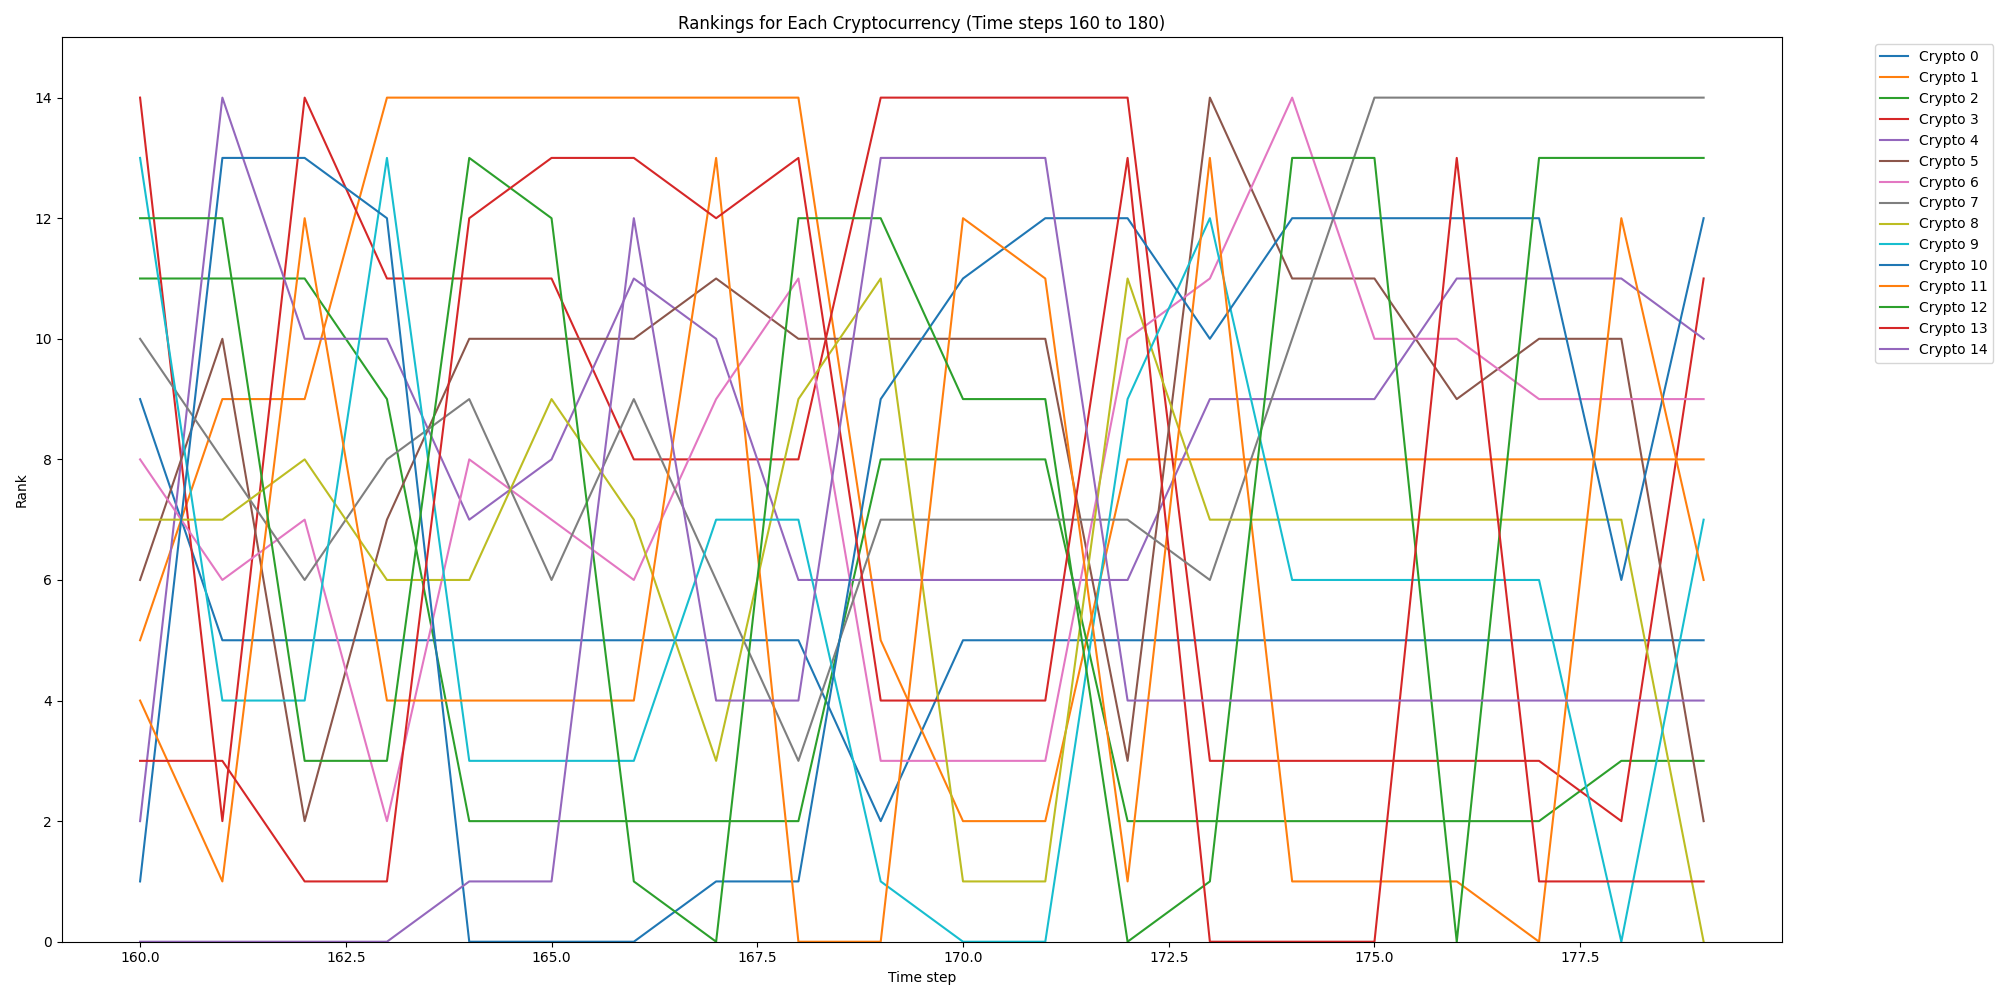 Rankings for Each Cryptocurrency (Time steps 160 to 180)
Rank
14
12
10
8
6
4
2
0
160.0
162.5
165.0
167.5
170.0
172.5
175.0
177.5
Time step
Crypto 0
Crypto 1
Crypto 2
Crypto 3
Crypto 4
Crypto 5
Crypto 6
Crypto 7
Crypto 8
Crypto 9
Crypto 10
Crypto 11
Crypto 12
Crypto 13
Crypto 14